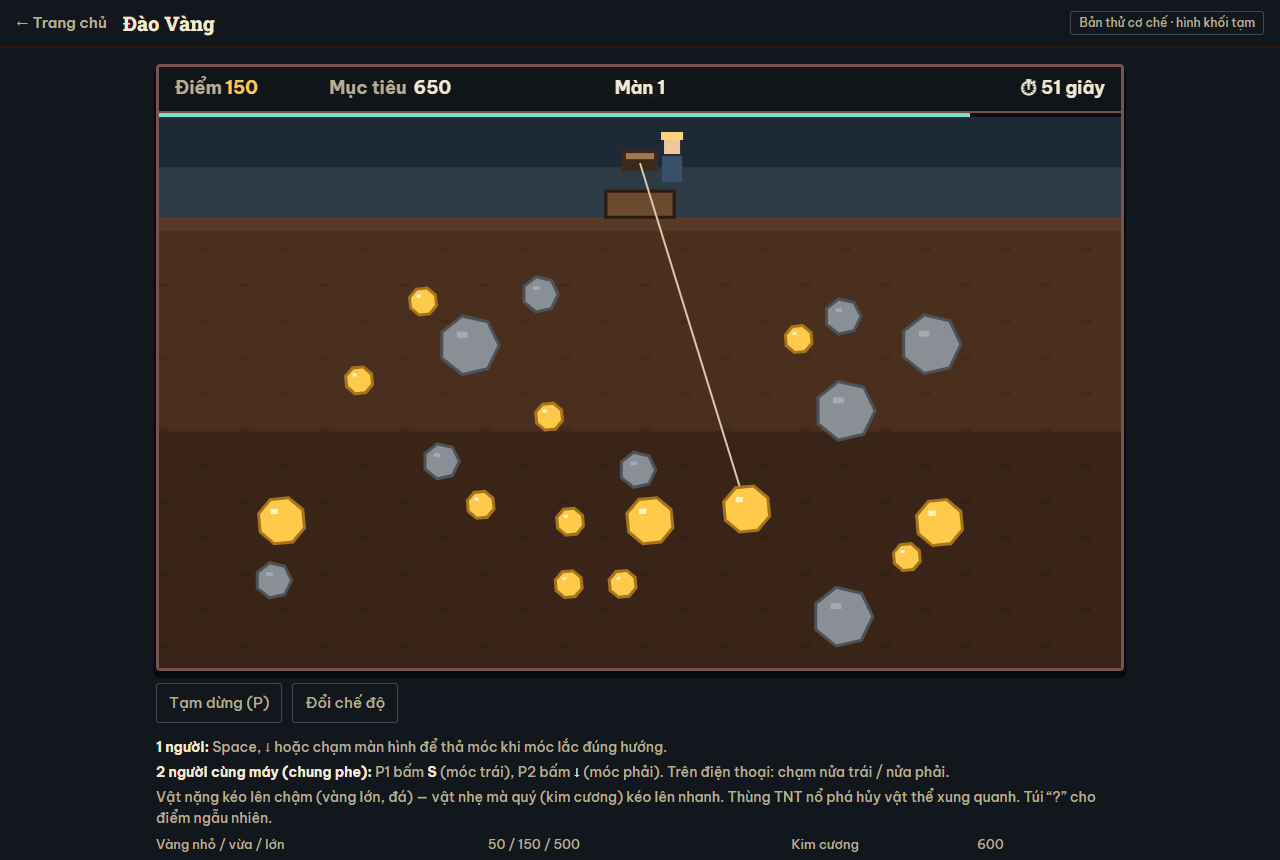 ← Trang chủ
Đào Vàng
Bản thử cơ chế · hình khối tạm
Điểm 150
Mục tiêu 650
Màn 1
⏱ 51 giây
Tạm dừng (P)
Đổi chế độ
1 người: Space, ↓ hoặc chạm màn hình để thả móc khi móc lắc đúng hướng.
2 người cùng máy (chung phe): P1 bấm S (móc trái), P2 bấm ↓ (móc phải). Trên điện thoại: chạm nửa trái / nửa phải.
Vật nặng kéo lên chậm (vàng lớn, đá) — vật nhẹ mà quý (kim cương) kéo lên nhanh. Thùng TNT nổ phá hủy vật thể xung quanh. Túi “?” cho
điểm ngẫu nhiên.
Vàng nhỏ / vừa / lớn 50 / 150 / 500 Kim cương 600